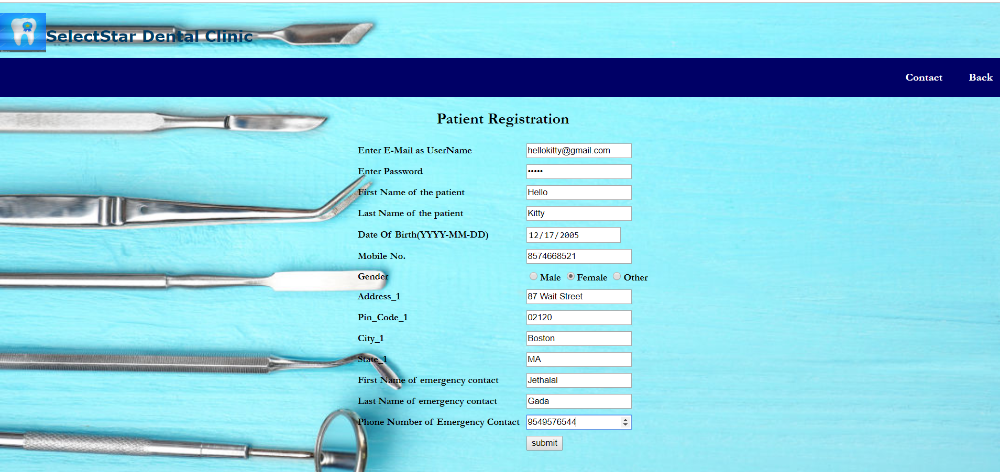 SelectStar Dental Clinic
Contact Back
Patient Registration
Enter E-Mail as UserName hellokitty@gmail.com
Enter Password •••••
First Name of the patient Hello
Last Name of the patient Kitty
Date Of Birth(YYYY-MM-DD) 12/17/2005
Mobile No. 8574668521
Gender Male Female Other
Address_1 87 Wait Street
Pin_Code_1 02120
City_1 Boston
State_1 MA
First Name of emergency contact Jethalal
Last Name of emergency contact Gada
Phone Number of Emergency Contact 9549576544
submit